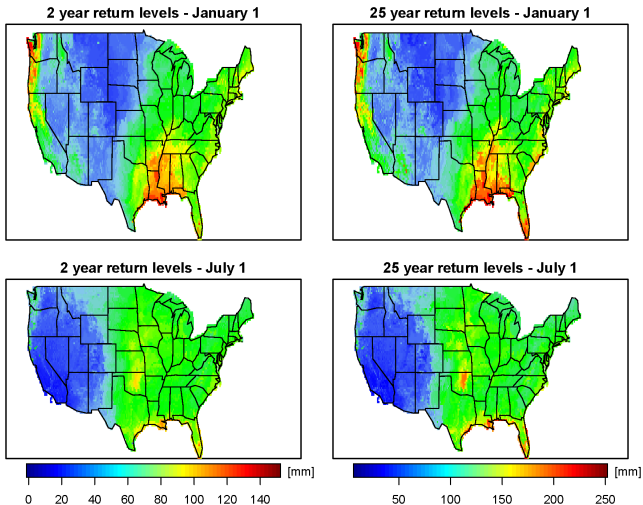 2 year return levels - January 1
25 year return levels - January 1
2 year return levels - July 1
25 year return levels - July 1
[mm]
0 20 40 60 80 100 120 140
[mm]
50 100 150 200 250